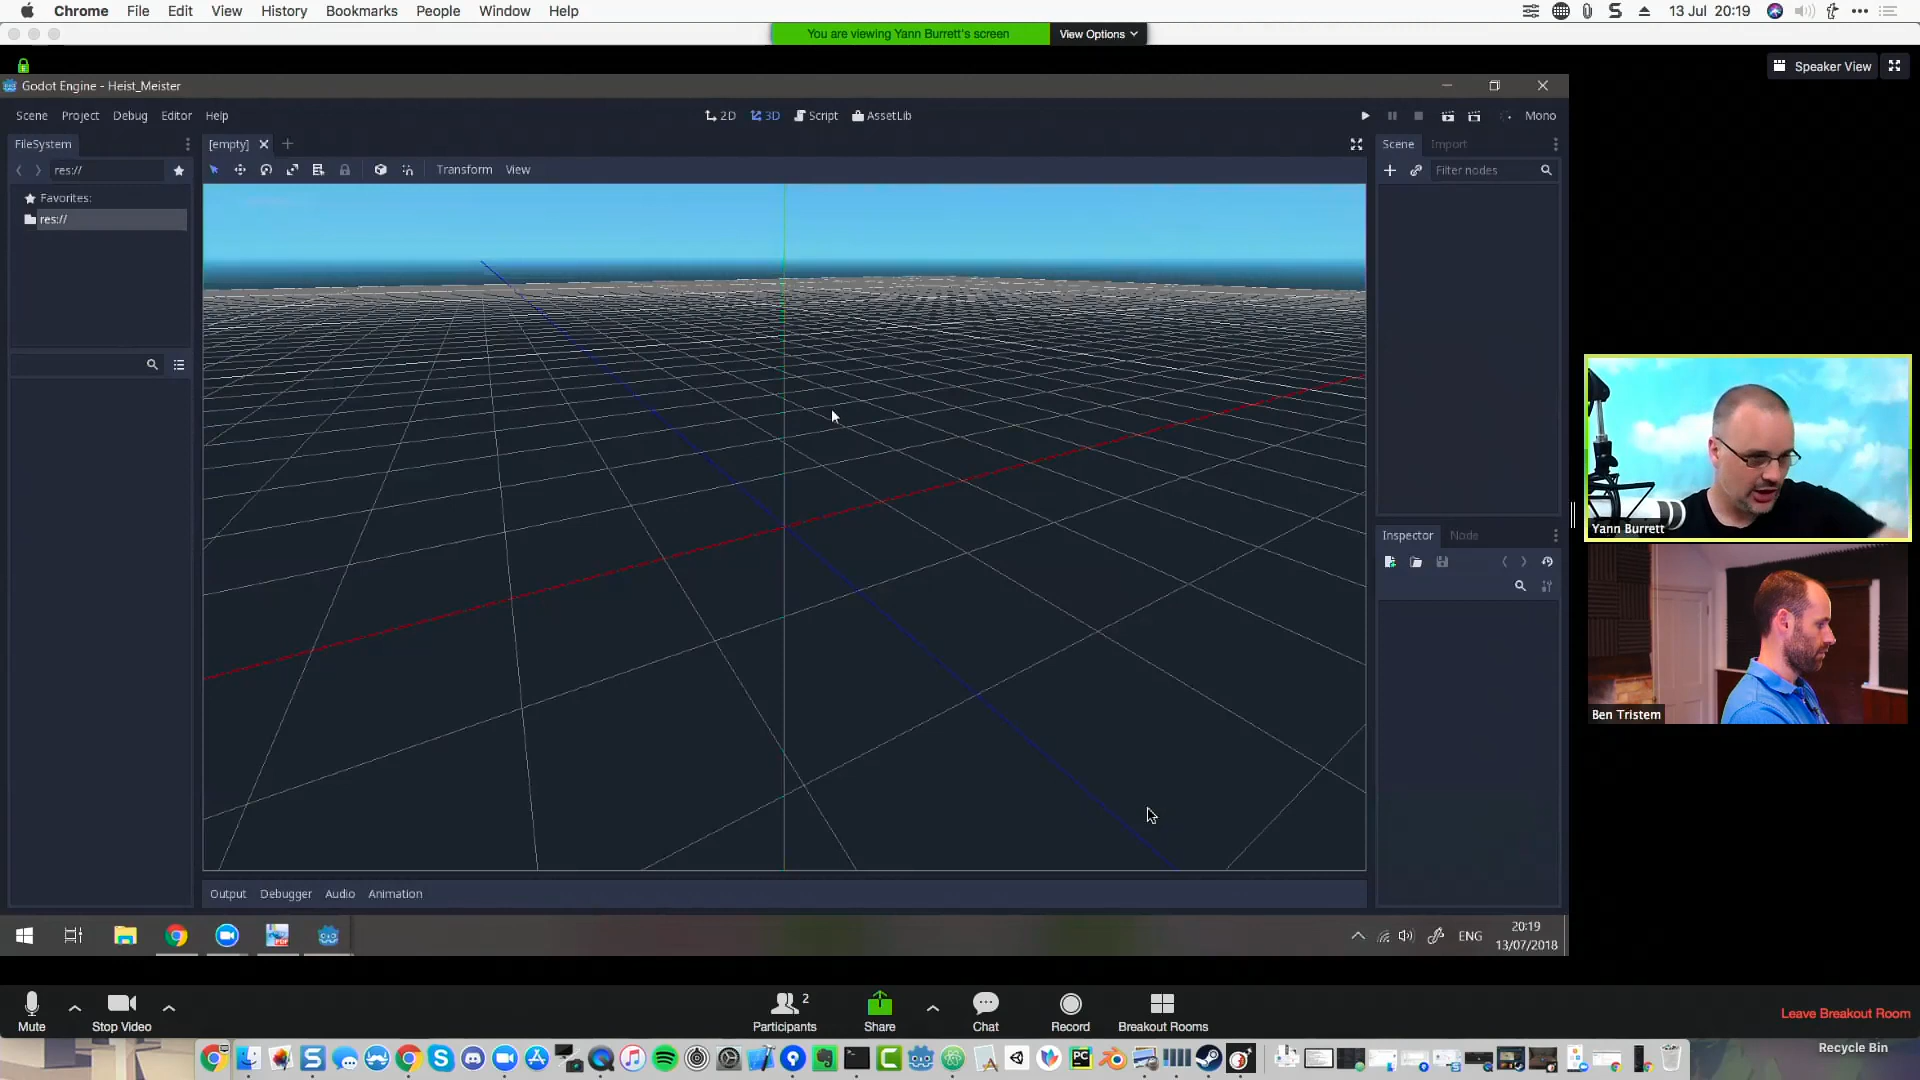 Chrome File Edit View History Bookmarks People Window Help 13 Jul 20:19
You are viewing Yann Burrett's screen View Options
Speaker View
Godot Engine - Heist_Meister
Scene Project Debug Editor Help 2D 3D Script AssetLib Mono
FileSystem [empty] Scene Import
res:// Transform View Filter nodes
Favorites:
res://
Yann Burrett
Inspector Node
Ben Tristem
Output Debugger Audio Animation
ENG 20:19
13/07/2018
2
Mute Stop Video Participants Share Chat Record Breakout Rooms Leave Breakout Room
Recycle Bin